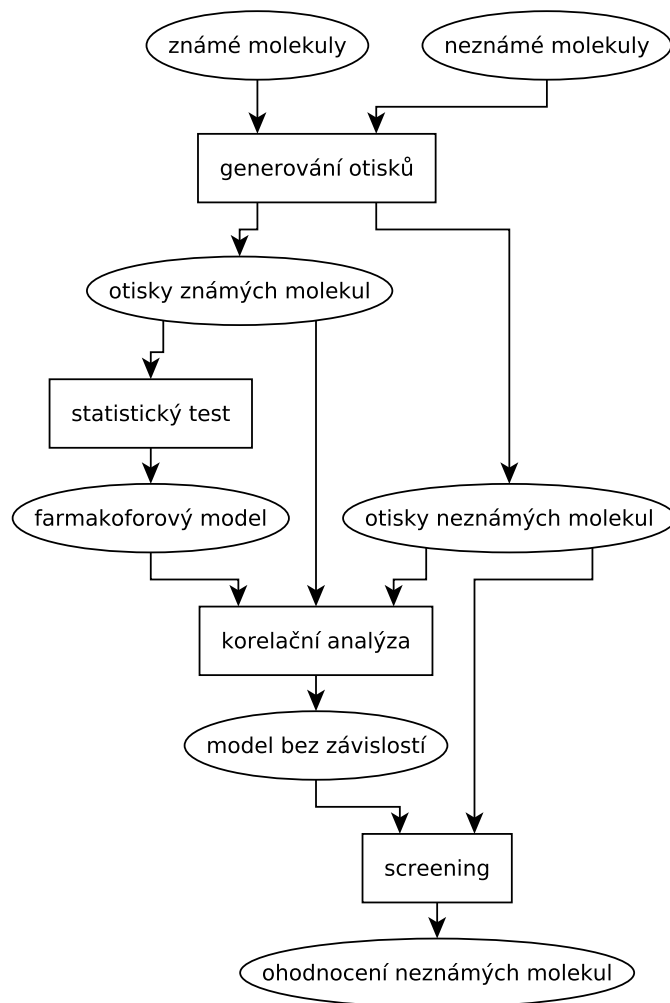 známé molekuly
neznámé molekuly
generování otisků
otisky známých molekul
statistický test
farmakoforový model
otisky neznámých molekul
korelační analýza
model bez závislostí
screening
ohodnocení neznámých molekul